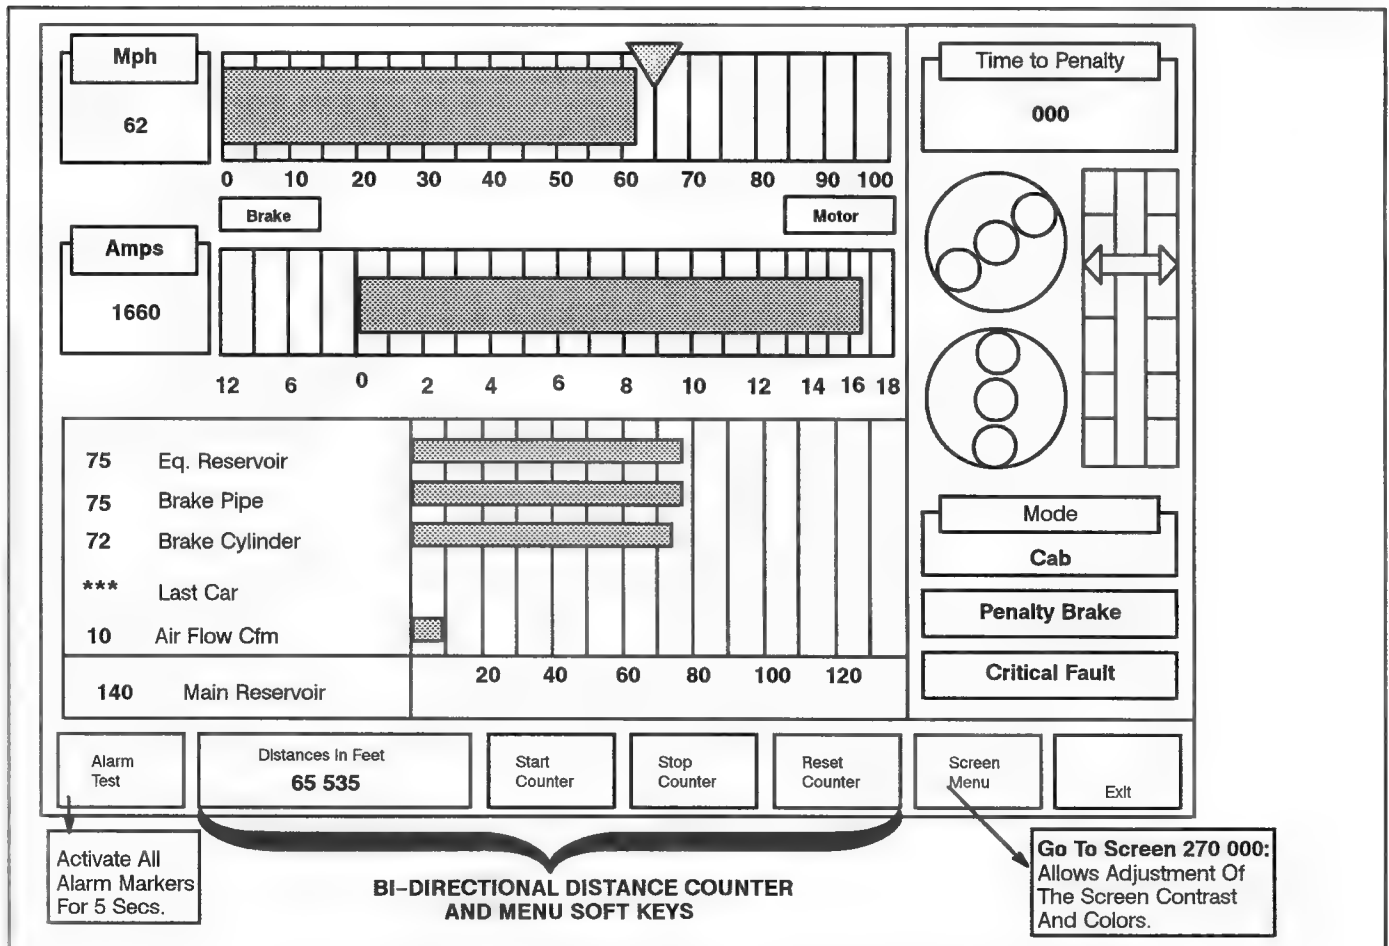 Mph
62
0 10 20 30 40 50 60 70 80 90 100
Brake
Motor
Amps
1660
12 6 0 2 4 6 8 10 12 14 16 18
75 Eq. Reservoir
75 Brake Pipe
72 Brake Cylinder
*** Last Car
10 Air Flow Cfm
20 40 60 80 100 120
140 Main Reservoir
Time to Penalty
000
Mode
Cab
Penalty Brake
Critical Fault
Alarm
Test
Distances In Feet
65 535
Start
Counter
Stop
Counter
Reset
Counter
Screen
Menu
Exit
Activate All
Alarm Markers
For 5 Secs.
BI–DIRECTIONAL DISTANCE COUNTER
AND MENU SOFT KEYS
Go To Screen 270 000:
Allows Adjustment Of
The Screen Contrast
And Colors.